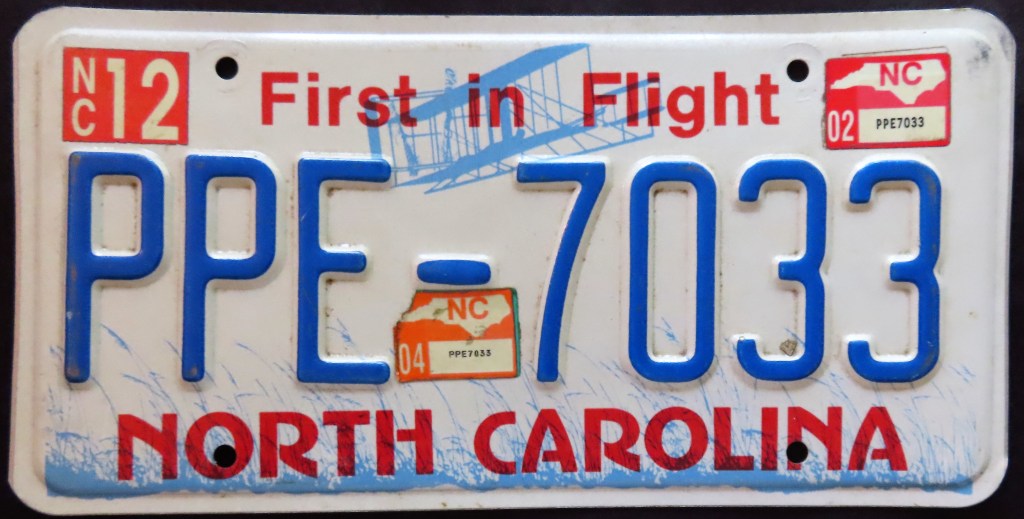 NC 12
First in Flight
NC
02 PPE7033
PPE-7033
NC
04 PPE7033
NORTH CAROLINA